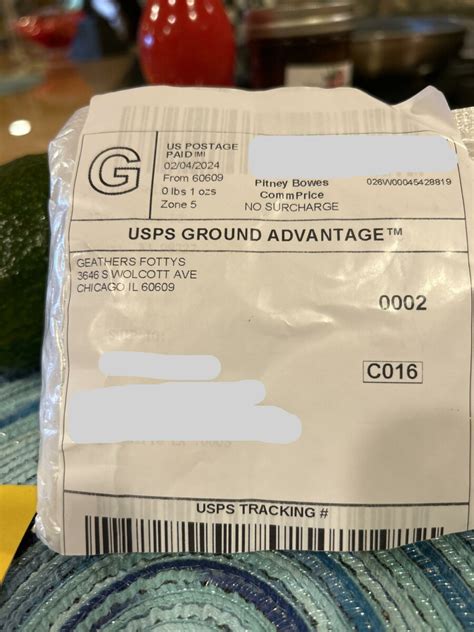 G
US POSTAGE
PAID IMI
02/04/2024
From 60609
0 lbs 1 ozs
Zone 5
Pitney Bowes
CommPrice
NO SURCHARGE
026W00045428819
USPS GROUND ADVANTAGE™
GEATHERS FOTTYS
3646 S WOLCOTT AVE
CHICAGO IL 60609
0002
C016
USPS TRACKING #